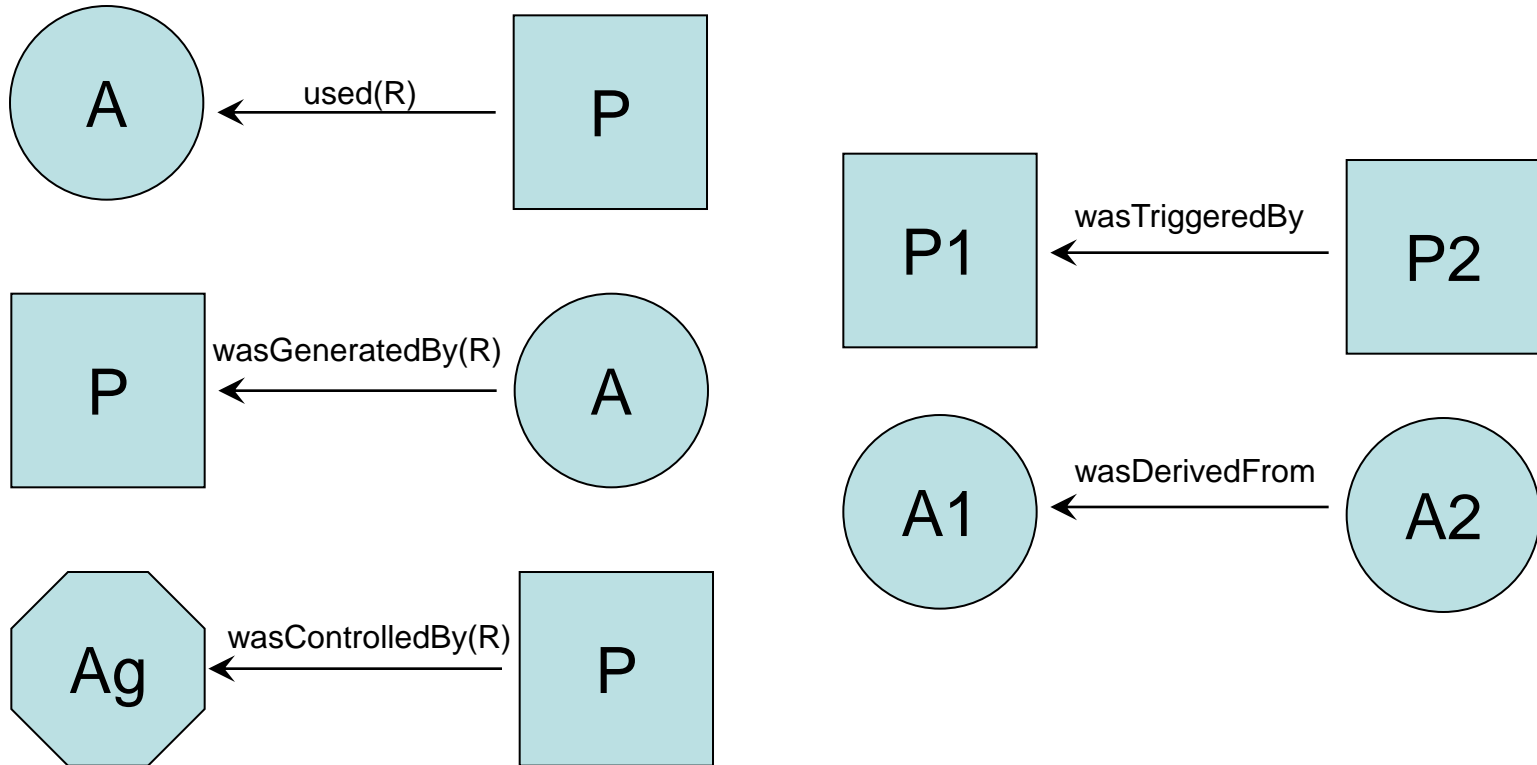 A
used(R)
P
P
wasGeneratedBy(R)
A
Ag
wasControlledBy(R)
P
P1
wasTriggeredBy
P2
A1
wasDerivedFrom
A2